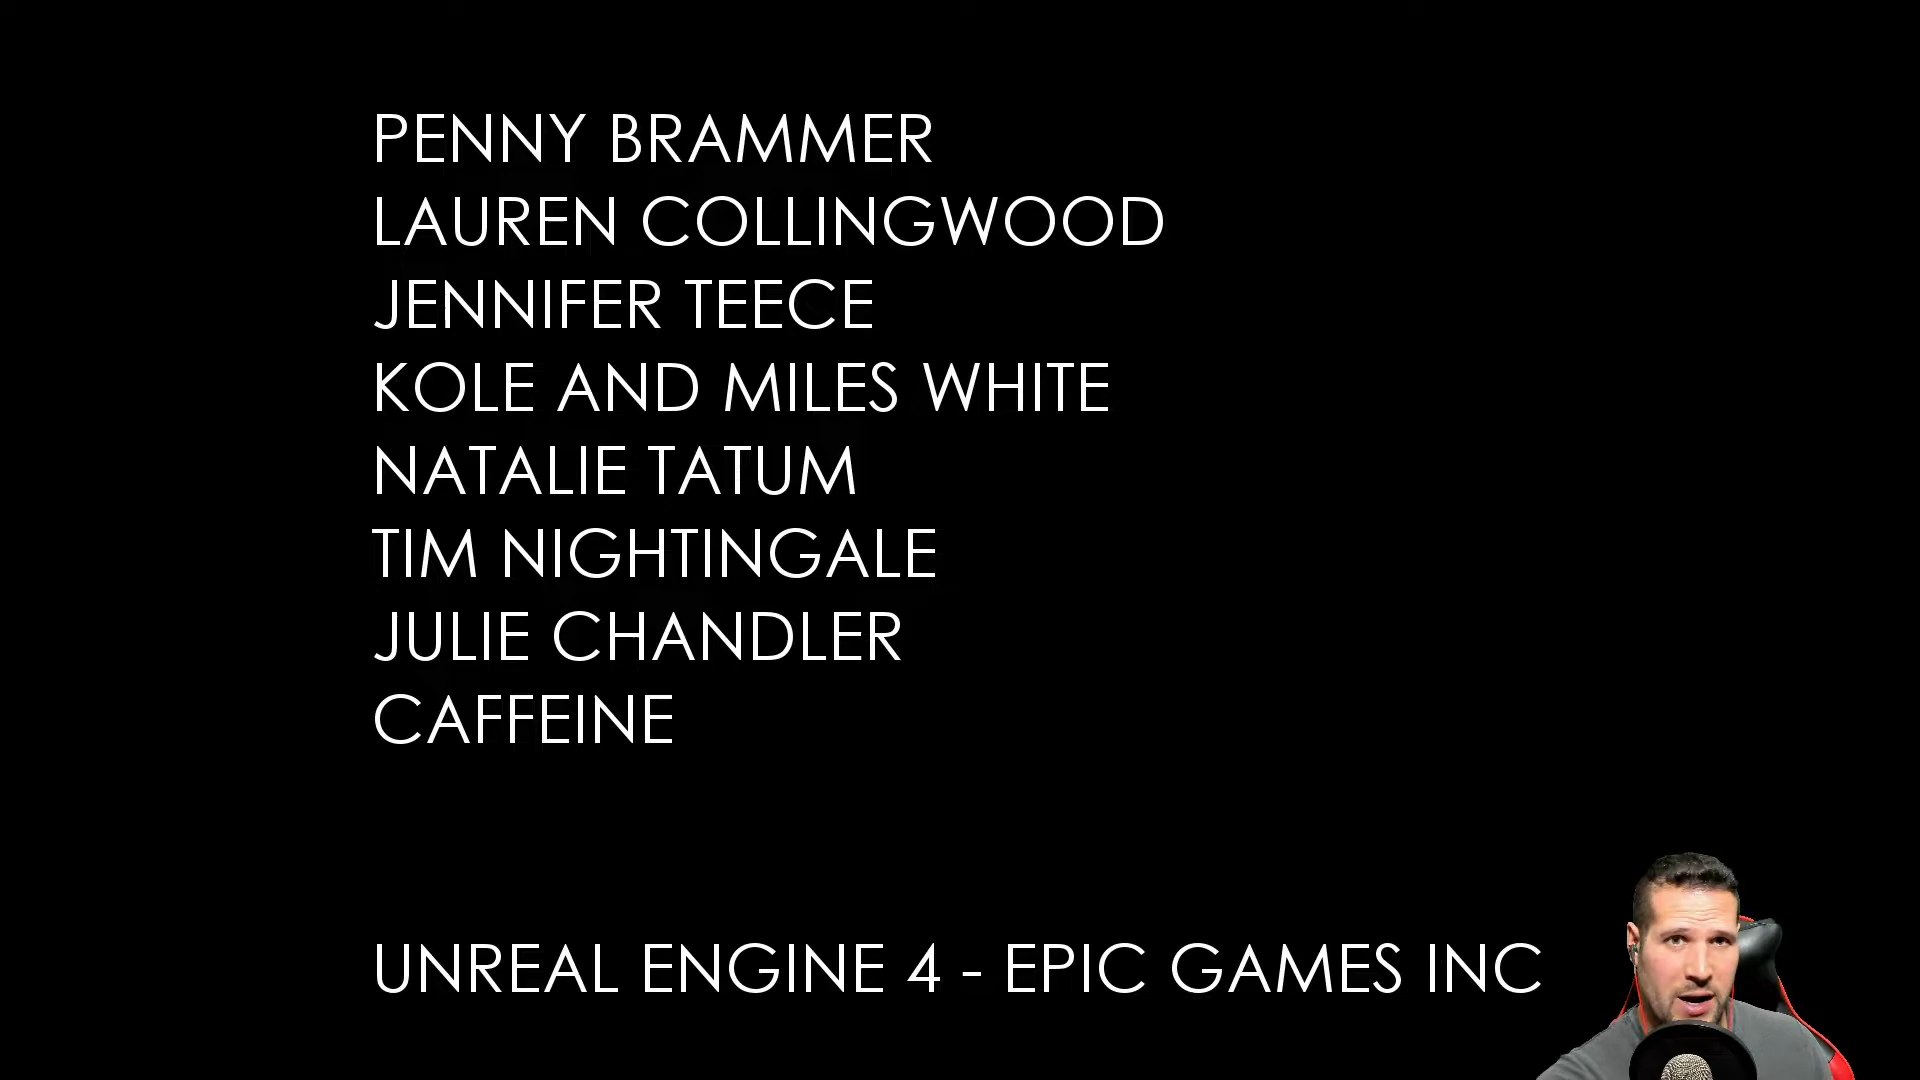 PENNY BRAMMER
LAUREN COLLINGWOOD
JENNIFER TEECE
KOLE AND MILES WHITE
NATALIE TATUM
TIM NIGHTINGALE
JULIE CHANDLER
CAFFEINE
UNREAL ENGINE 4 - EPIC GAMES INC